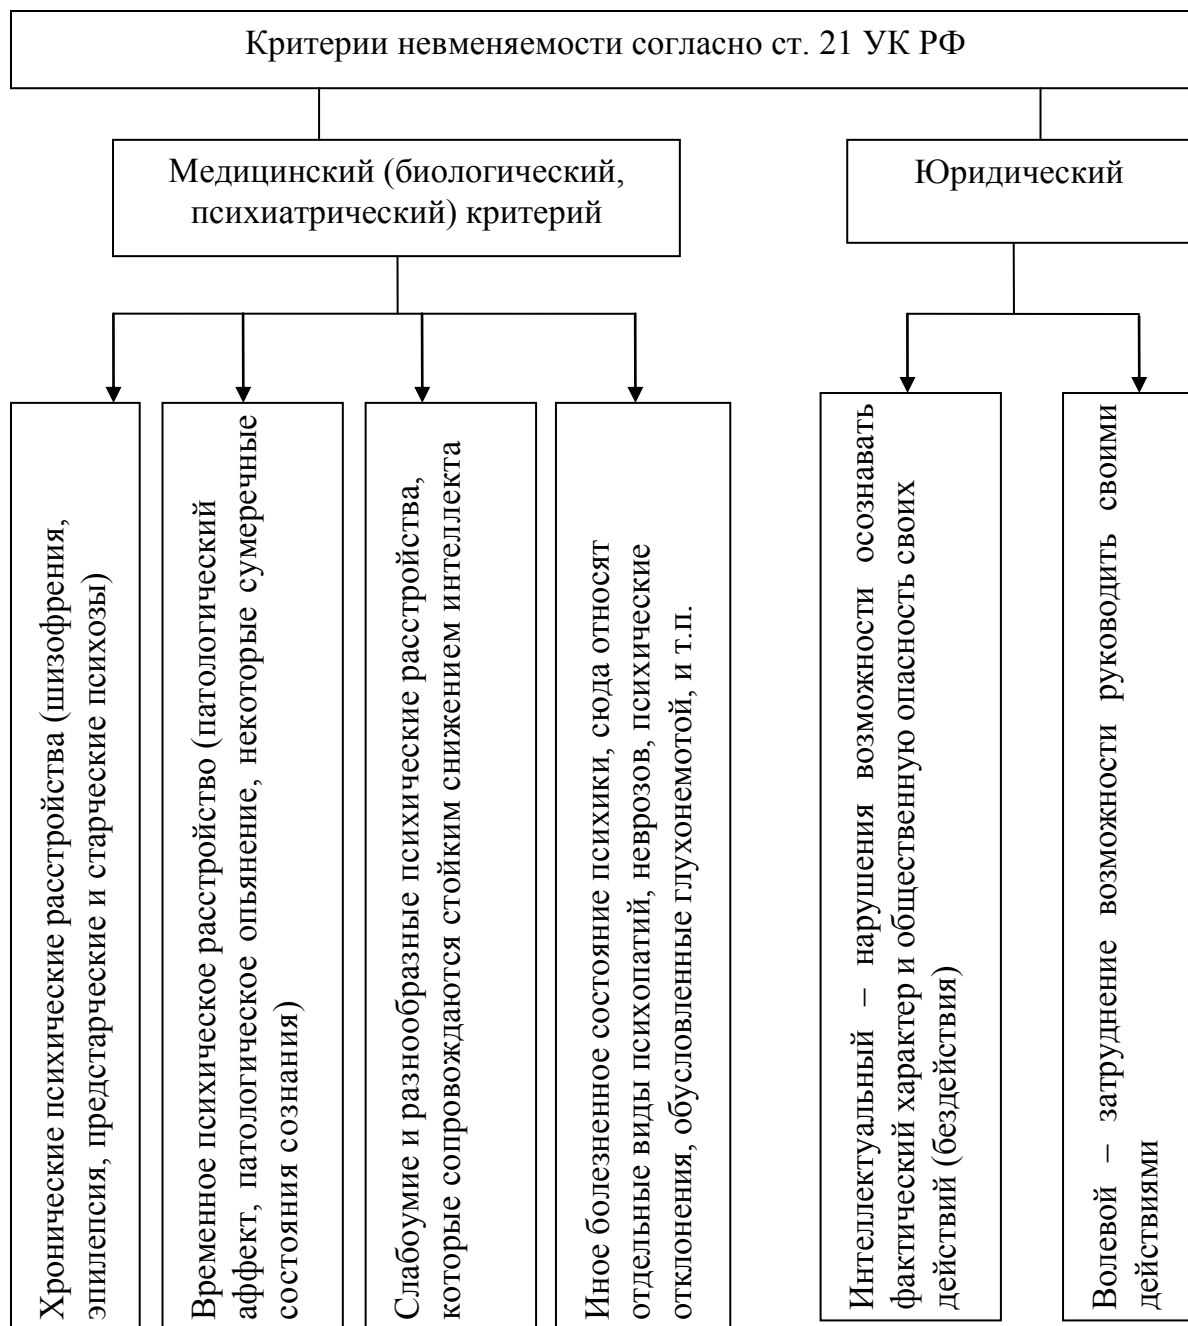 Критерии невменяемости согласно ст. 21 УК РФ
Медицинский (биологический,
психиатрический) критерий
Юридический
Хронические психические расстройства (шизофрения,
эпилепсия, предстарческие и старческие психозы)
Временное психическое расстройство (патологический
аффект, патологическое опьянение, некоторые сумеречные
состояния сознания)
Слабоумие и разнообразные психические расстройства,
которые сопровождаются стойким снижением интеллекта
Иное болезненное состояние психики, сюда относят
отдельные виды психопатий, неврозов, психические
отклонения, обусловленные глухонемотой, и т.п.
Интеллектуальный – нарушения возможности осознавать
фактический характер и общественную опасность своих
действий (бездействия)
Волевой – затруднение возможности руководить своими
действиями